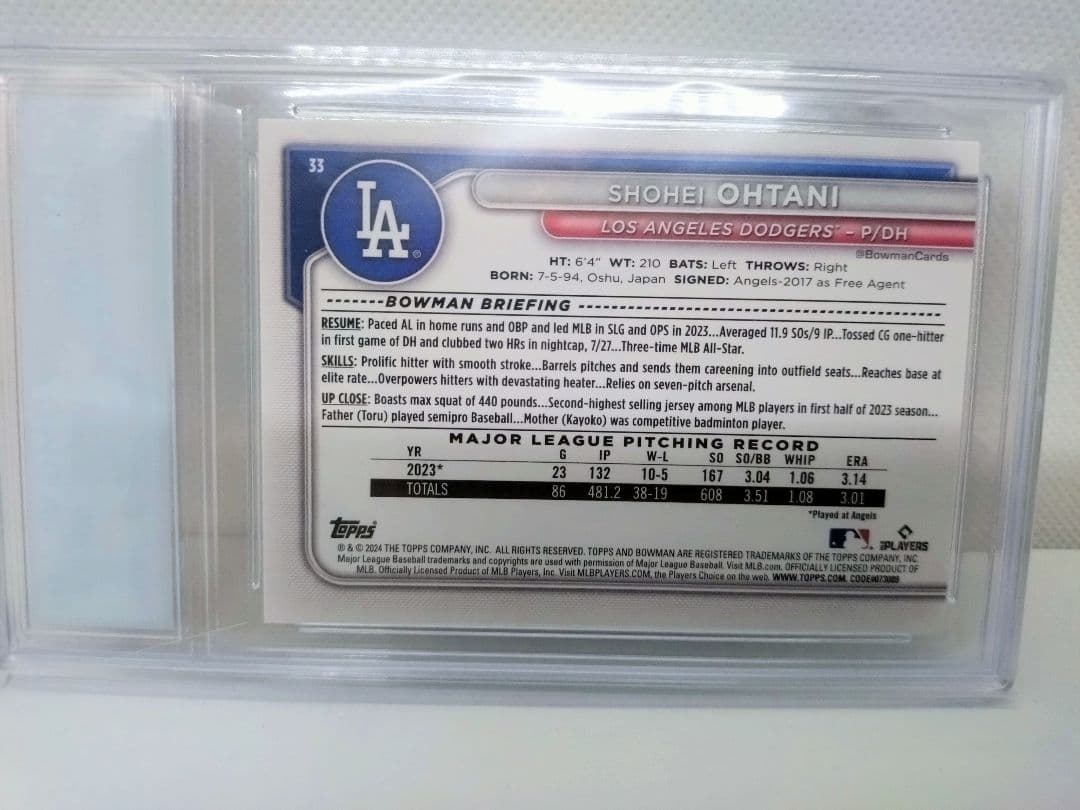 33
LA
SHOHEI OHTANI
LOS ANGELES DODGERS™ - P/DH
@BowmanCards
HT: 6'4" WT: 210 BATS: Left THROWS: Right
BORN: 7-5-94, Oshu, Japan SIGNED: Angels-2017 as Free Agent
BOWMAN BRIEFING
RESUME: Paced AL in home runs and OBP and led MLB in SLG and OPS in 2023...Averaged 11.9 SOs/9 IP...Tossed CG one-hitter
in first game of DH and clubbed two HRs in nightcap, 7/27...Three-time MLB All-Star.
SKILLS: Prolific hitter with smooth stroke...Barrels pitches and sends them careening into outfield seats...Reaches base at
elite rate...Overpowers hitters with devastating heater...Relies on seven-pitch arsenal.
UP CLOSE: Boasts max squat of 440 pounds...Second-highest selling jersey among MLB players in first half of 2023 season...
Father (Toru) played semipro Baseball...Mother (Kayoko) was competitive badminton player.
MAJOR LEAGUE PITCHING RECORD
YR G IP W-L SO SO/BB WHIP ERA
2023* 23 132 10-5 167 3.04 1.06 3.14
TOTALS 86 481.2 38-19 608 3.51 1.08 3.01
*Played at Angels
Topps
PLAYERS
® & © 2024 THE TOPPS COMPANY, INC. ALL RIGHTS RESERVED. TOPPS AND BOWMAN ARE REGISTERED TRADEMARKS OF THE TOPPS COMPANY, INC.
Major League Baseball trademarks and copyrights are used with permission of Major League Baseball. Visit MLB.com. OFFICIALLY LICENSED PRODUCT OF
MLB. Officially Licensed Product of MLB Players, Inc. Visit MLBPLAYERS.COM, the Players Choice on the web. WWW.TOPPS.COM.